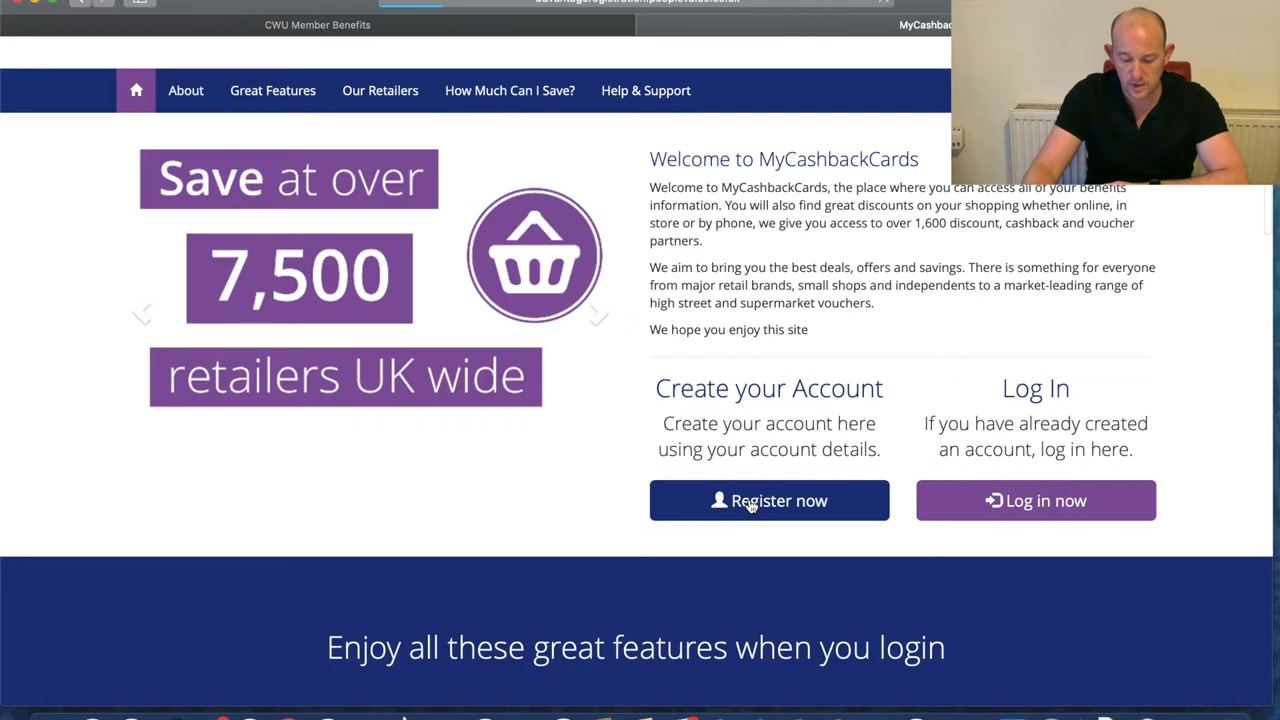 CWU Member Benefits
About
Great Features
Our Retailers
How Much Can I Save?
Help & Support
Save at over
7,500
retailers UK wide
Welcome to MyCashbackCards
Welcome to MyCashbackCards, the place where you can access all of your benefits
information. You will also find great discounts on your shopping whether online, in
store or by phone, we give you access to over 1,600 discount, cashback and voucher
partners.
We aim to bring you the best deals, offers and savings. There is something for everyone
from major retail brands, small shops and independents to a market-leading range of
high street and supermarket vouchers.
We hope you enjoy this site
Create your Account
Create your account here
using your account details.
Register now
Log In
If you have already created
an account, log in here.
Log in now
Enjoy all these great features when you login